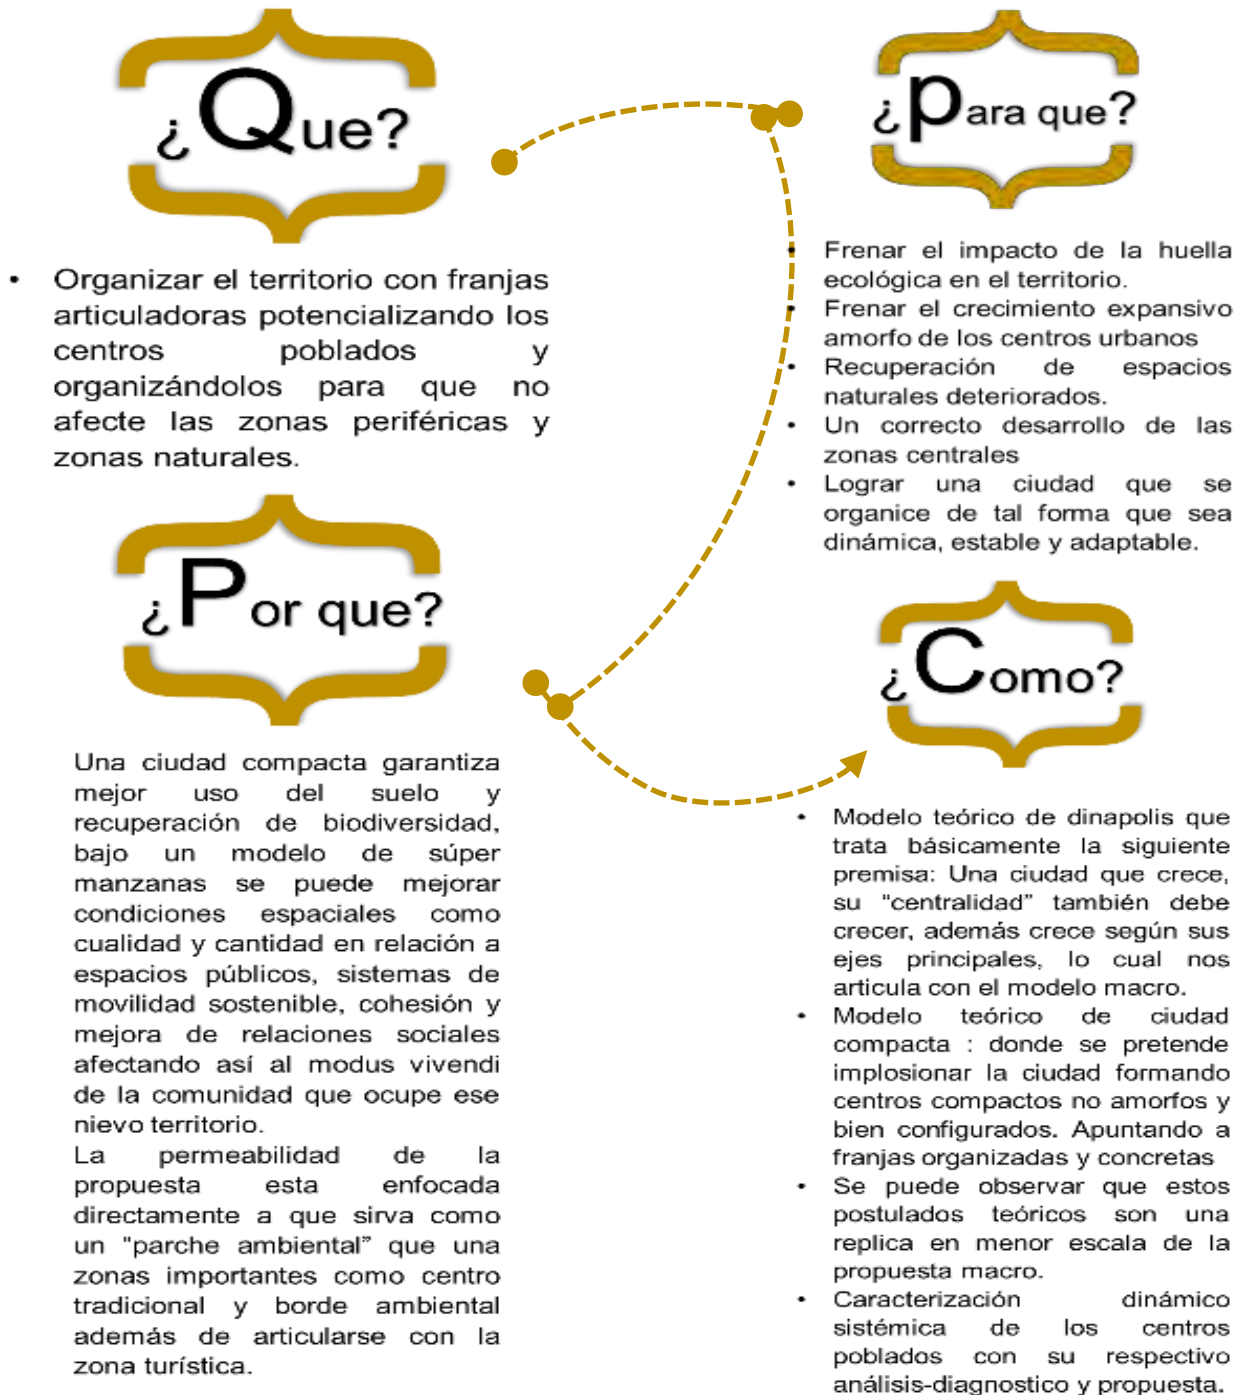 ¿Que?
• Organizar el territorio con franjas
articuladoras potencializando los
centros poblados y
organizándolos para que no
afecte las zonas periféricas y
zonas naturales.
¿Por que?
Una ciudad compacta garantiza
mejor uso del suelo y
recuperación de biodiversidad,
bajo un modelo de súper
manzanas se puede mejorar
condiciones espaciales como
cualidad y cantidad en relación a
espacios públicos, sistemas de
movilidad sostenible, cohesión y
mejora de relaciones sociales
afectando así al modus vivendi
de la comunidad que ocupe ese
nievo territorio.
La permeabilidad de la
propuesta esta enfocada
directamente a que sirva como
un "parche ambiental” que una
zonas importantes como centro
tradicional y borde ambiental
además de articularse con la
zona turística.
¿para que?
• Frenar el impacto de la huella
ecológica en el territorio.
• Frenar el crecimiento expansivo
amorfo de los centros urbanos
• Recuperación de espacios
naturales deteriorados.
• Un correcto desarrollo de las
zonas centrales
• Lograr una ciudad que se
organice de tal forma que sea
dinámica, estable y adaptable.
¿Como?
• Modelo teórico de dinapolis que
trata básicamente la siguiente
premisa: Una ciudad que crece,
su “centralidad” también debe
crecer, además crece según sus
ejes principales, lo cual nos
articula con el modelo macro.
• Modelo teórico de ciudad
compacta : donde se pretende
implosionar la ciudad formando
centros compactos no amorfos y
bien configurados. Apuntando a
franjas organizadas y concretas
• Se puede observar que estos
postulados teóricos son una
replica en menor escala de la
propuesta macro.
• Caracterización dinámico
sistémica de los centros
poblados con su respectivo
análisis-diagnostico y propuesta.